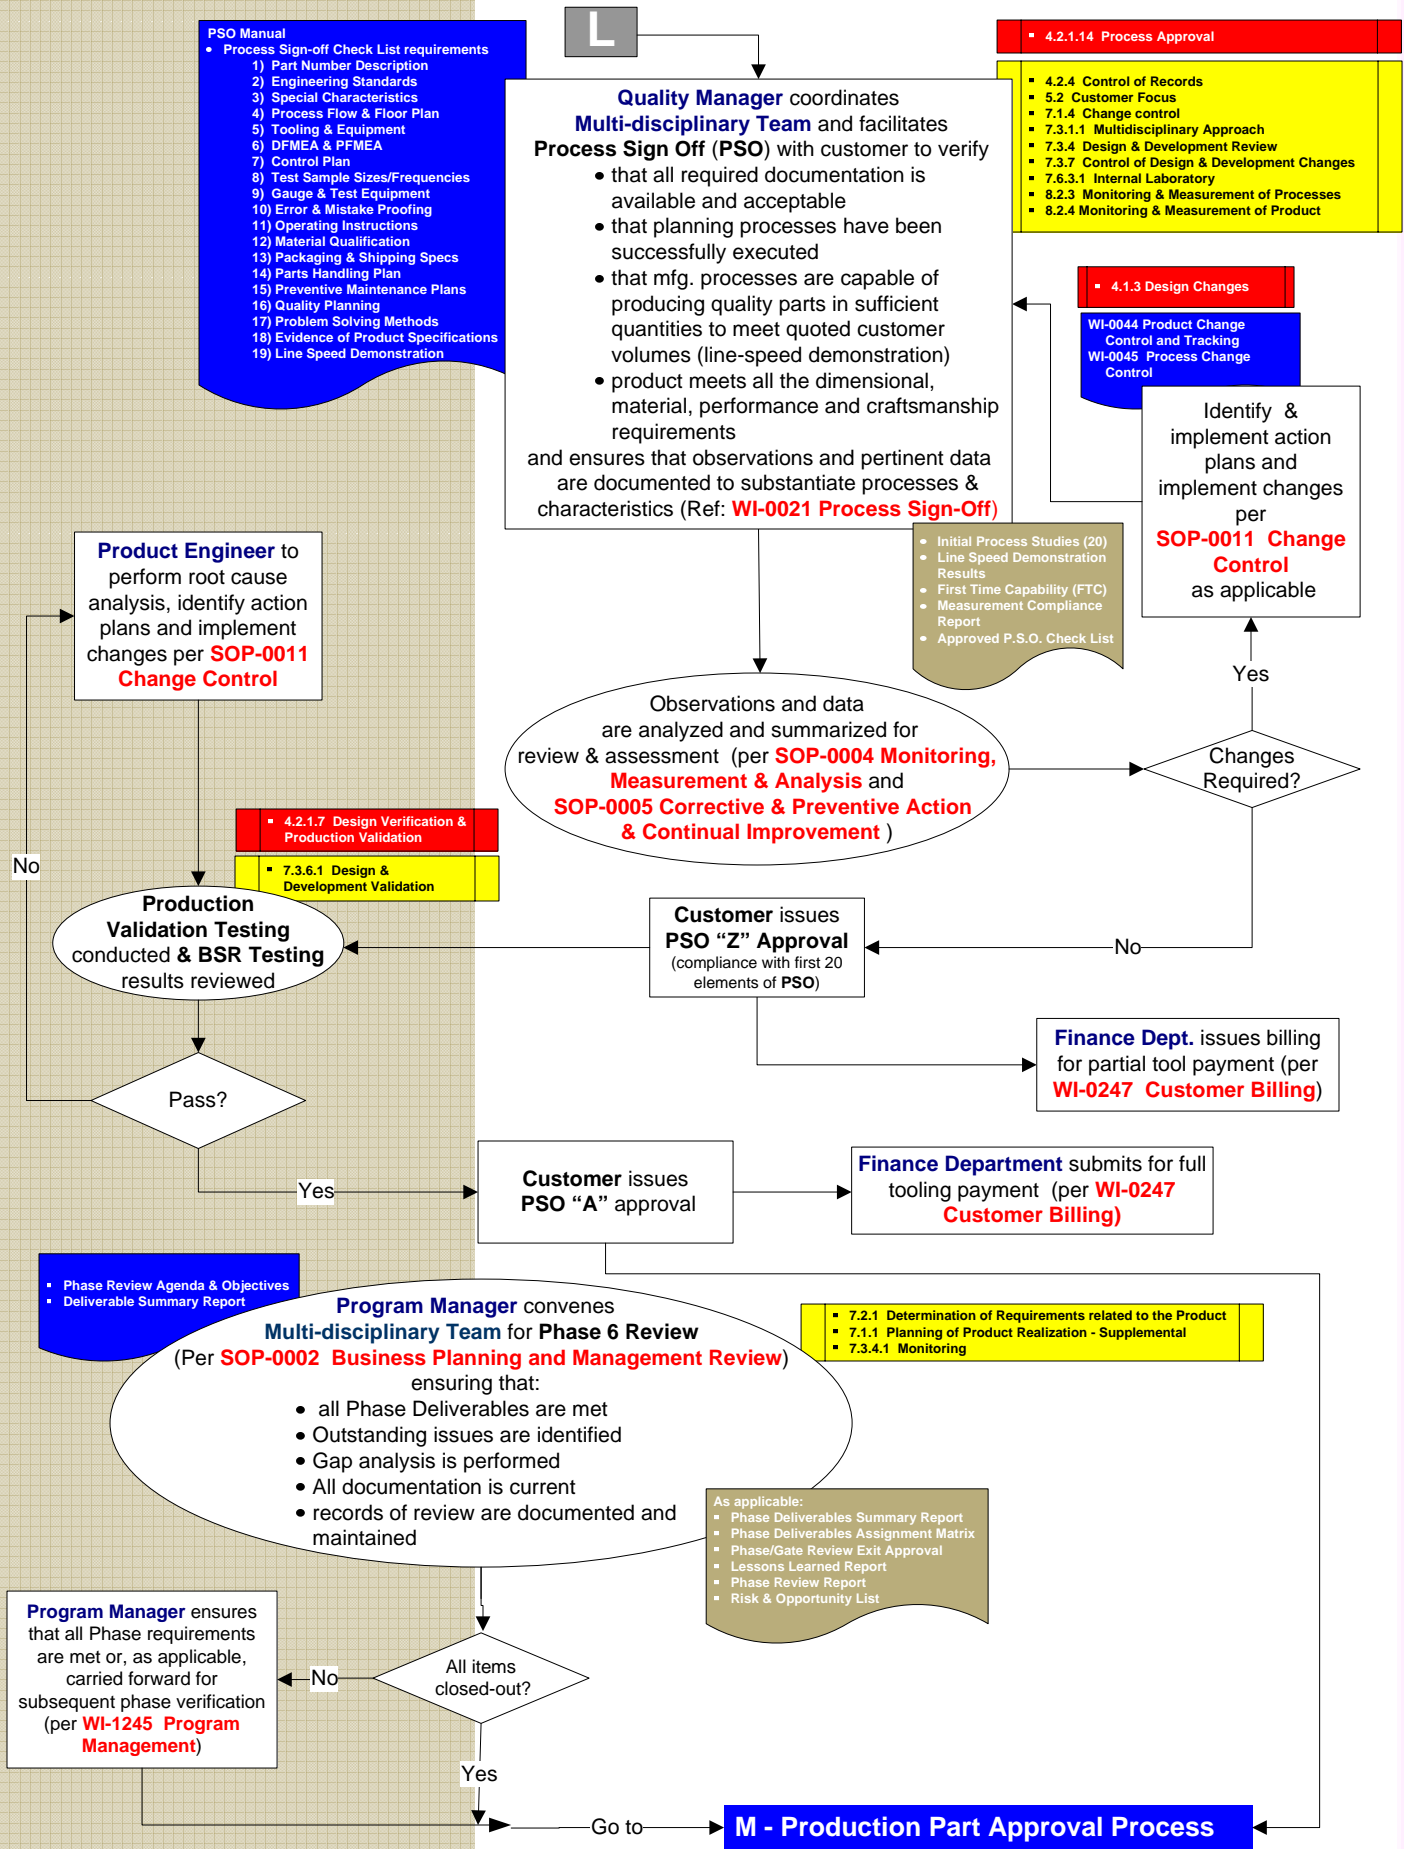 L
PSO Manual
• Process Sign-off Check List requirements
1) Part Number Description
2) Engineering Standards
3) Special Characteristics
4) Process Flow & Floor Plan
5) Tooling & Equipment
6) DFMEA & PFMEA
7) Control Plan
8) Test Sample Sizes/Frequencies
9) Gauge & Test Equipment
10) Error & Mistake Proofing
11) Operating Instructions
12) Material Qualification
13) Packaging & Shipping Specs
14) Parts Handling Plan
15) Preventive Maintenance Plans
16) Quality Planning
17) Problem Solving Methods
18) Evidence of Product Specifications
19) Line Speed Demonstration
Quality Manager coordinates
Multi-disciplinary Team and facilitates
Process Sign Off (PSO) with customer to verify
• that all required documentation is
available and acceptable
• that planning processes have been
successfully executed
• that mfg. processes are capable of
producing quality parts in sufficient
quantities to meet quoted customer
volumes (line-speed demonstration)
• product meets all the dimensional,
material, performance and craftsmanship
requirements
and ensures that observations and pertinent data
are documented to substantiate processes &
characteristics (Ref: WI-0021 Process Sign-Off)
▪ 4.2.1.14 Process Approval
▪ 4.2.4 Control of Records
▪ 5.2 Customer Focus
▪ 7.1.4 Change control
▪ 7.3.1.1 Multidisciplinary Approach
▪ 7.3.4 Design & Development Review
▪ 7.3.7 Control of Design & Development Changes
▪ 7.6.3.1 Internal Laboratory
▪ 8.2.3 Monitoring & Measurement of Processes
▪ 8.2.4 Monitoring & Measurement of Product
▪ 4.1.3 Design Changes
WI-0044 Product Change
Control and Tracking
WI-0045 Process Change
Control
Identify &
implement action
plans and
implement changes
per
SOP-0011 Change
Control
as applicable
• Initial Process Studies (20)
• Line Speed Demonstration
Results
• First Time Capability (FTC)
• Measurement Compliance
Report
• Approved P.S.O. Check List
Product Engineer to
perform root cause
analysis, identify action
plans and implement
changes per SOP-0011
Change Control
Yes
Observations and data
are analyzed and summarized for
review & assessment (per SOP-0004 Monitoring,
Measurement & Analysis and
SOP-0005 Corrective & Preventive Action
& Continual Improvement )
Changes
Required?
▪ 4.2.1.7 Design Verification &
Production Validation
No
▪ 7.3.6.1 Design &
Development Validation
Production
Validation Testing
conducted & BSR Testing
results reviewed
Customer issues
PSO “Z” Approval
(compliance with first 20
elements of PSO)
No
Finance Dept. issues billing
for partial tool payment (per
WI-0247 Customer Billing)
Pass?
Yes
Customer issues
PSO “A” approval
Finance Department submits for full
tooling payment (per WI-0247
Customer Billing)
▪ Phase Review Agenda & Objectives
▪ Deliverable Summary Report
Program Manager convenes
Multi-disciplinary Team for Phase 6 Review
(Per SOP-0002 Business Planning and Management Review)
ensuring that:
• all Phase Deliverables are met
• Outstanding issues are identified
• Gap analysis is performed
• All documentation is current
• records of review are documented and
maintained
▪ 7.2.1 Determination of Requirements related to the Product
▪ 7.1.1 Planning of Product Realization - Supplemental
▪ 7.3.4.1 Monitoring
As applicable:
▪ Phase Deliverables Summary Report
▪ Phase Deliverables Assignment Matrix
▪ Phase/Gate Review Exit Approval
▪ Lessons Learned Report
▪ Phase Review Report
▪ Risk & Opportunity List
Program Manager ensures
that all Phase requirements
are met or, as applicable,
carried forward for
subsequent phase verification
(per WI-1245 Program
Management)
No
All items
closed-out?
Yes
Go to
M - Production Part Approval Process